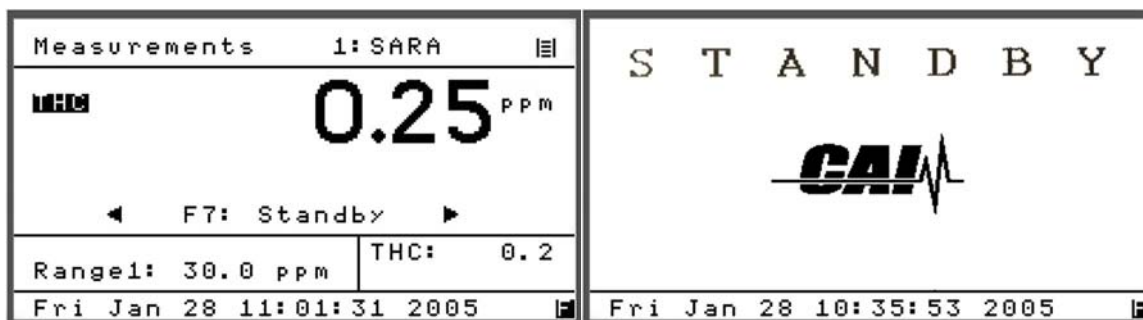 Measurements 1: SARA
THC 0.25 ppm
◄ F7: Standby ►
THC: 0.2
Range1: 30.0 ppm
Fri Jan 28 11:01:31 2005
S T A N D B Y
CAI
Fri Jan 28 10:35:53 2005